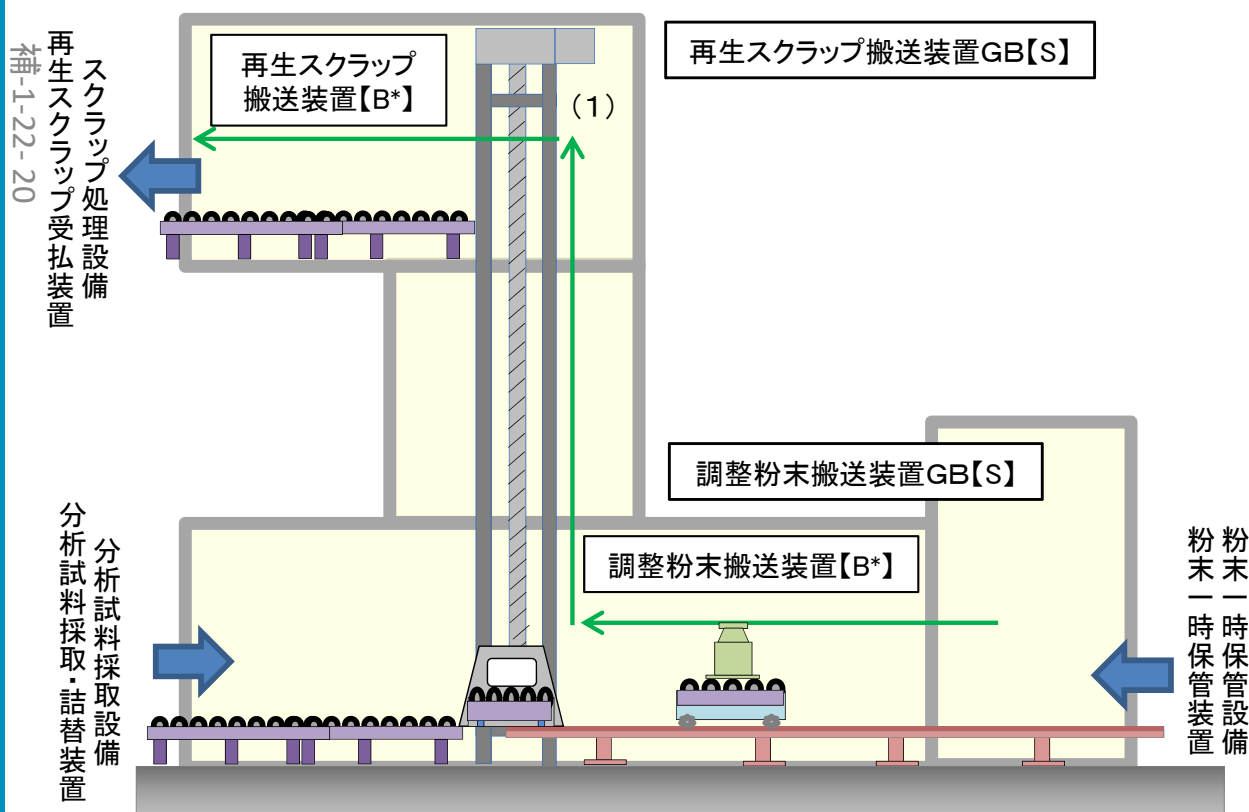 再生スクラップ
搬送装置【B*】
再生スクラップ搬送装置GB【S】
（1）
スクラップ処理設備
再生スクラップ受払装置
補-1-22-20
調整粉末搬送装置GB【S】
調整粉末搬送装置【B*】
分析試料採取設備
分析試料採取・詰替装置
粉末一時保管設備
粉末一時保管装置